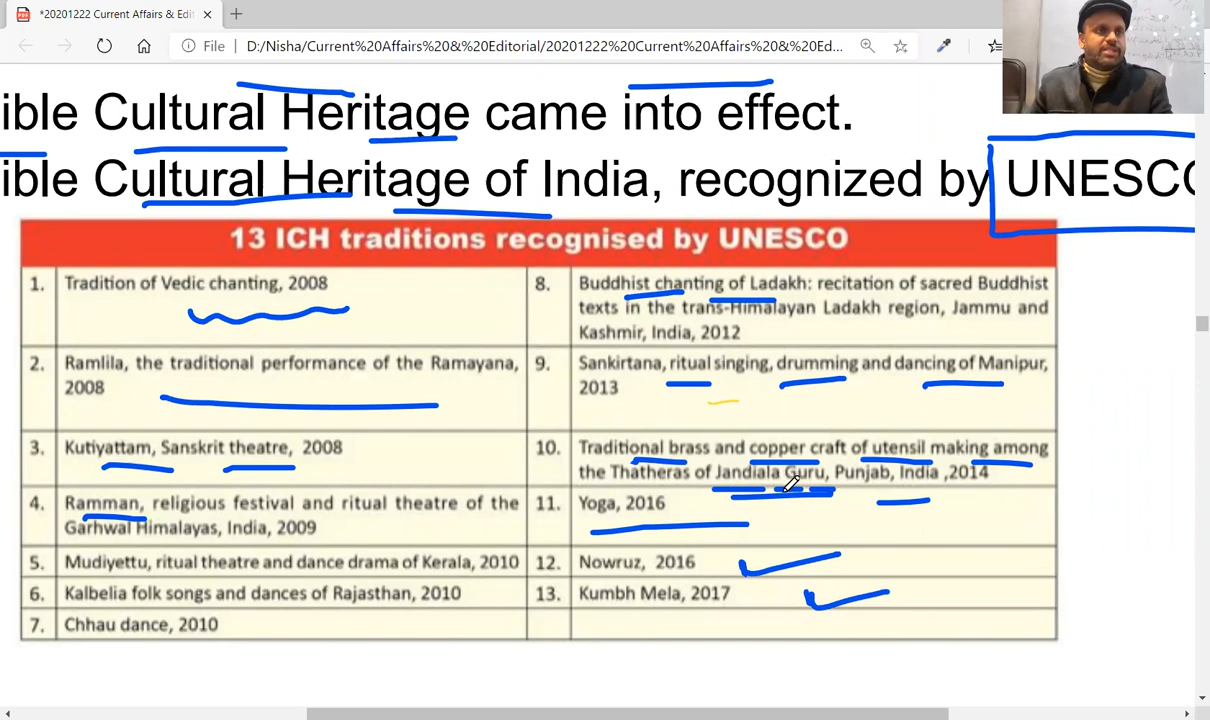 *20201222 Current Affairs & Edit
File D:/Nisha/Current%20Affairs%20&%20Editorial/20201222%20Current%20Affairs%20&%20Ed...
ible Cultural Heritage came into effect.
ible Cultural Heritage of India, recognized by UNESCO
13 ICH traditions recognised by UNESCO
1. Tradition of Vedic chanting, 2008
2. Ramlila, the traditional performance of the Ramayana,
2008
3. Kutiyattam, Sanskrit theatre, 2008
4. Ramman, religious festival and ritual theatre of the
Garhwal Himalayas, India, 2009
5. Mudiyettu, ritual theatre and dance drama of Kerala, 2010
6. Kalbelia folk songs and dances of Rajasthan, 2010
7. Chhau dance, 2010
8. Buddhist chanting of Ladakh: recitation of sacred Buddhist
texts in the trans-Himalayan Ladakh region, Jammu and
Kashmir, India, 2012
9. Sankirtana, ritual singing, drumming and dancing of Manipur,
2013
10. Traditional brass and copper craft of utensil making among
the Thatheras of Jandiala Guru, Punjab, India ,2014
11. Yoga, 2016
12. Nowruz, 2016
13. Kumbh Mela, 2017